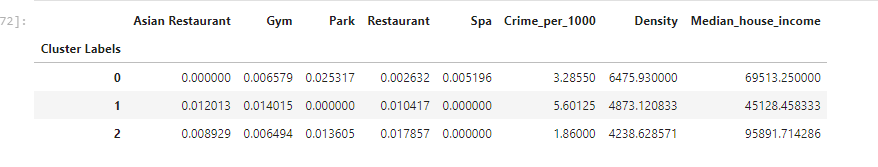 72]:
Asian Restaurant Gym Park Restaurant Spa Crime_per_1000 Density Median_house_income
Cluster Labels
0 0.000000 0.006579 0.025317 0.002632 0.005196 3.28550 6475.930000 69513.250000
1 0.012013 0.014015 0.000000 0.010417 0.000000 5.60125 4873.120833 45128.458333
2 0.008929 0.006494 0.013605 0.017857 0.000000 1.86000 4238.628571 95891.714286